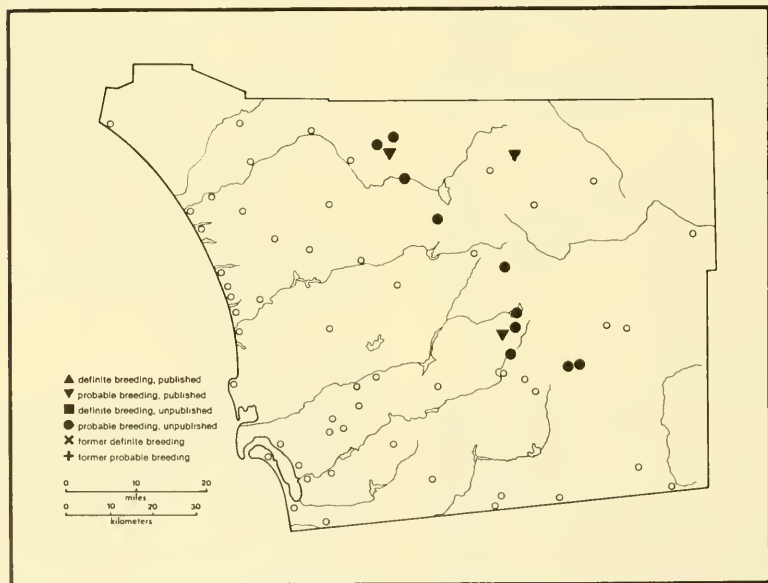 ▲ definite breeding, published
▼ probable breeding, published
■ definite breeding, unpublished
● probable breeding, unpublished
✕ former definite breeding
+ former probable breeding
0 10 20
miles
0 10 20 30
kilometers